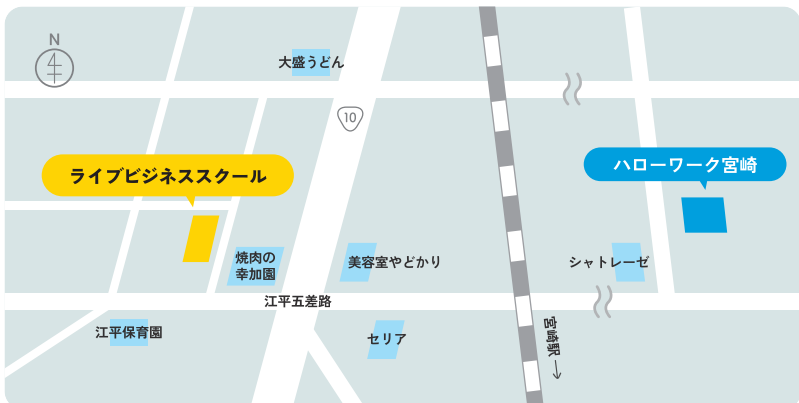 N
大盛うどん
10
ライブビジネススクール
ハローワーク宮崎
焼肉の
幸加園
美容室やどかり
シャトレーゼ
江平五差路
江平保育園
セリア
宮崎駅→